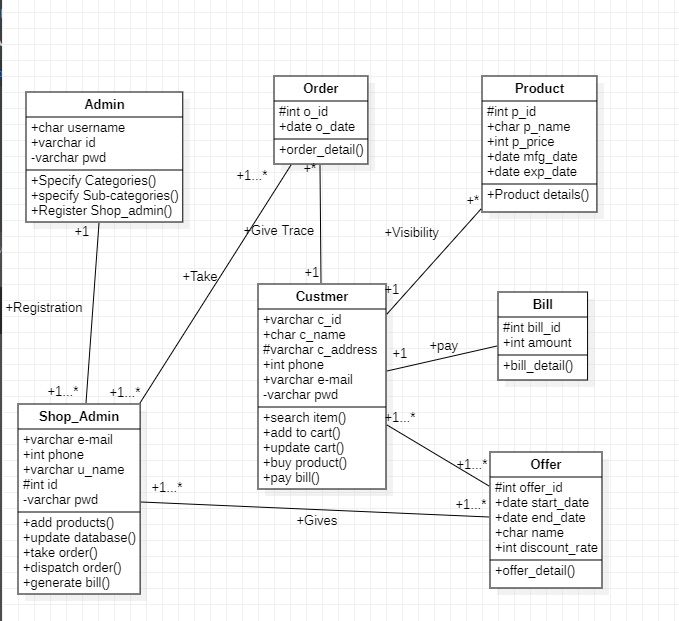 Admin
+char username
+varchar id
-varchar pwd
+Specify Categories()
+specify Sub-categories()
+Register Shop_admin()
Order
#int o_id
+date o_date
+order_detail()
Product
#int p_id
+char p_name
+int p_price
+date mfg_date
+date exp_date
+Product details()
+1
+1...*
+*
+*
+Give Trace
+Visibility
+Take
+1
+1
+Registration
Custmer
+varchar c_id
+char c_name
#varchar c_address
+int phone
+varchar e-mail
-varchar pwd
+search item()
+add to cart()
+update cart()
+buy product()
+pay bill()
Bill
#int bill_id
+int amount
+bill_detail()
+pay
+1
+1...*
+1...*
Shop_Admin
+varchar e-mail
+int phone
+varchar u_name
#int id
-varchar pwd
+add products()
+update database()
+take order()
+dispatch order()
+generate bill()
+1...*
+1...*
Offer
#int offer_id
+date start_date
+date end_date
+char name
+int discount_rate
+offer_detail()
+1...*
+1...*
+Gives